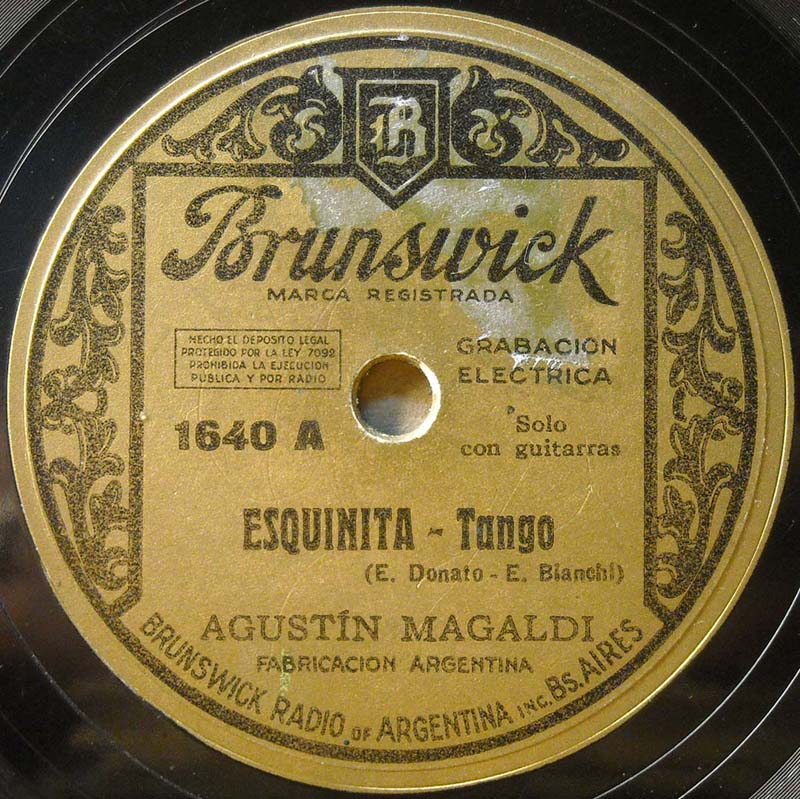 B
Brunswick
MARCA REGISTRADA
HECHO EL DEPOSITO LEGAL
PROTEGIDO POR LA LEY 7092
PROHIBIDA LA EJECUCION
PUBLICA Y POR RADIO
GRABACION
ELECTRICA
1640 A
Solo
con guitarras
ESQUINITA - Tango
(E. Donato - E. Bianchi)
AGUSTÍN MAGALDI
FABRICACION ARGENTINA
BRUNSWICK RADIO OF ARGENTINA INC. Bs. AIRES